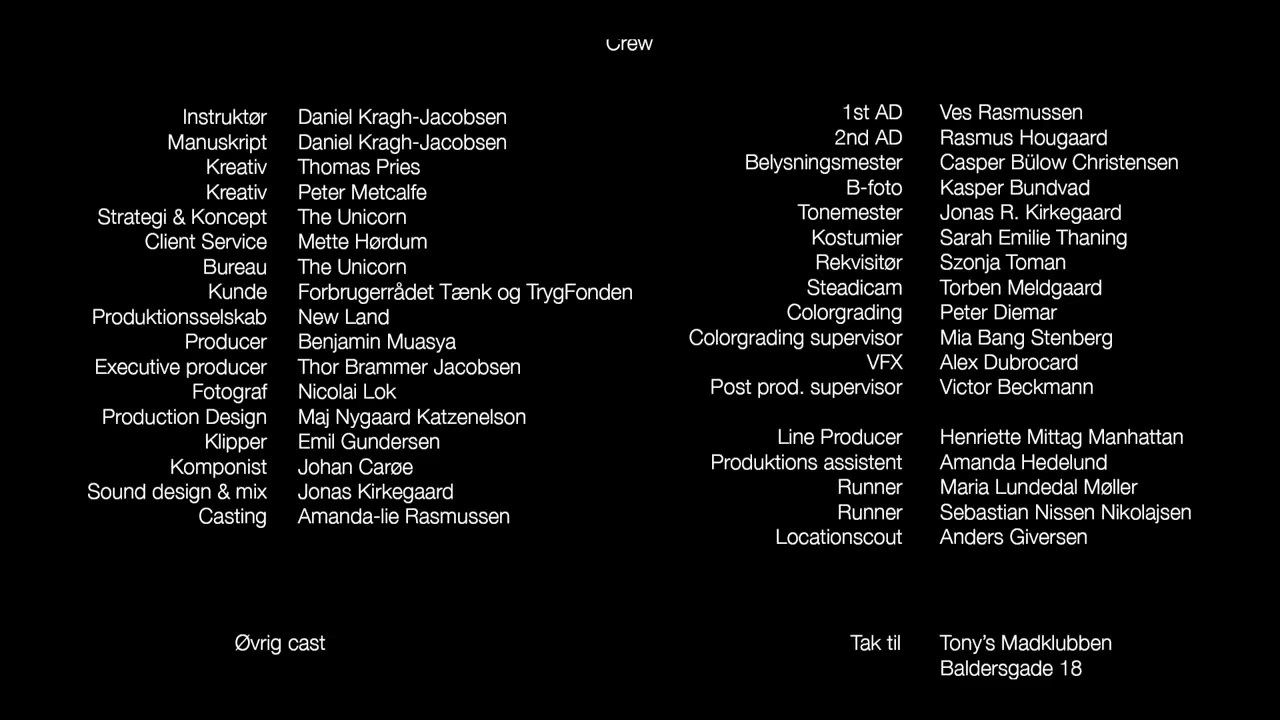 Crew
Instruktør Daniel Kragh-Jacobsen
Manuskript Daniel Kragh-Jacobsen
Kreativ Thomas Pries
Kreativ Peter Metcalfe
Strategi & Koncept The Unicorn
Client Service Mette Hørdum
Bureau The Unicorn
Kunde Forbrugerrådet Tænk og TrygFonden
Produktionsselskab New Land
Producer Benjamin Muasya
Executive producer Thor Brammer Jacobsen
Fotograf Nicolai Lok
Production Design Maj Nygaard Katzenelson
Klipper Emil Gundersen
Komponist Johan Carøe
Sound design & mix Jonas Kirkegaard
Casting Amanda-lie Rasmussen
1st AD Ves Rasmussen
2nd AD Rasmus Hougaard
Belysningsmester Casper Bülow Christensen
B-foto Kasper Bundvad
Tonemester Jonas R. Kirkegaard
Kostumier Sarah Emilie Thaning
Rekvisitør Szonja Toman
Steadicam Torben Meldgaard
Colorgrading Peter Diemar
Colorgrading supervisor Mia Bang Stenberg
VFX Alex Dubrocard
Post prod. supervisor Victor Beckmann
Line Producer Henriette Mittag Manhattan
Produktions assistent Amanda Hedelund
Runner Maria Lundedal Møller
Runner Sebastian Nissen Nikolajsen
Locationscout Anders Giversen
Øvrig cast
Tak til Tony's Madklubben
Baldersgade 18